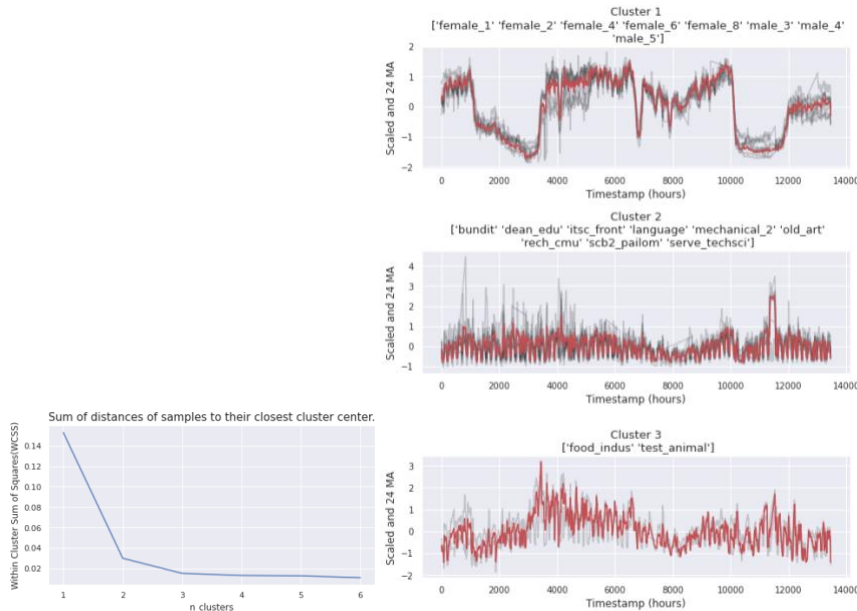 Cluster 1
['female_1' 'female_2' 'female_4' 'female_6' 'female_8' 'male_3' 'male_4'
'male_5']
Scaled and 24 MA
2
1
0
−1
−2
0 2000 4000 6000 8000 10000 12000 14000
Timestamp (hours)
Cluster 2
['bundit' 'dean_edu' 'itsc_front' 'language' 'mechanical_2' 'old_art'
'rech_cmu' 'scb2_pailom' 'serve_techsci']
Scaled and 24 MA
4
3
2
1
0
−1
0 2000 4000 6000 8000 10000 12000 14000
Timestamp (hours)
Sum of distances of samples to their closest cluster center.
Within Cluster Sum of Squares(WCSS)
0.14
0.12
0.10
0.08
0.06
0.04
0.02
1 2 3 4 5 6
n clusters
Cluster 3
['food_indus' 'test_animal']
Scaled and 24 MA
3
2
1
0
−1
−2
0 2000 4000 6000 8000 10000 12000 14000
Timestamp (hours)